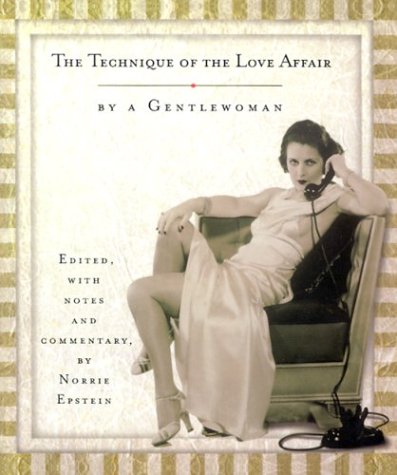 The Technique of the Love Affair
by a Gentlewoman
Edited,
with
notes
and
commentary,
by
Norrie
Epstein